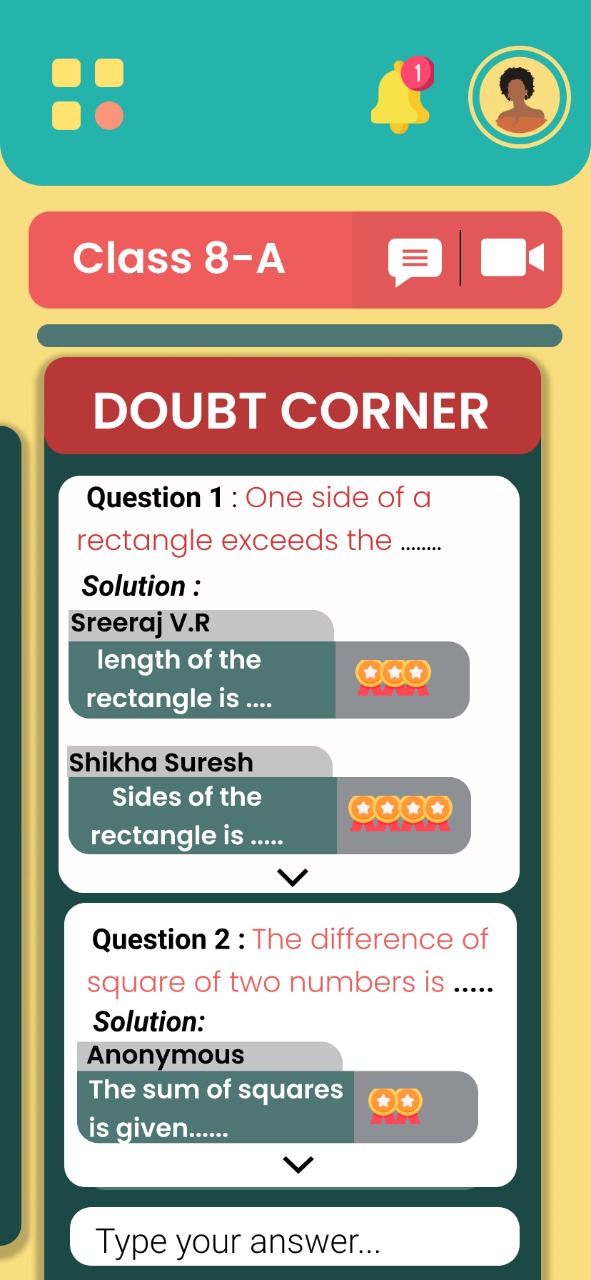 1
Class 8-A
DOUBT CORNER
Question 1 : One side of a
rectangle exceeds the ........
Solution :
Sreeraj V.R
length of the
rectangle is ....
Shikha Suresh
Sides of the
rectangle is .....
Question 2 : The difference of
square of two numbers is .....
Solution:
Anonymous
The sum of squares
is given......
Type your answer...